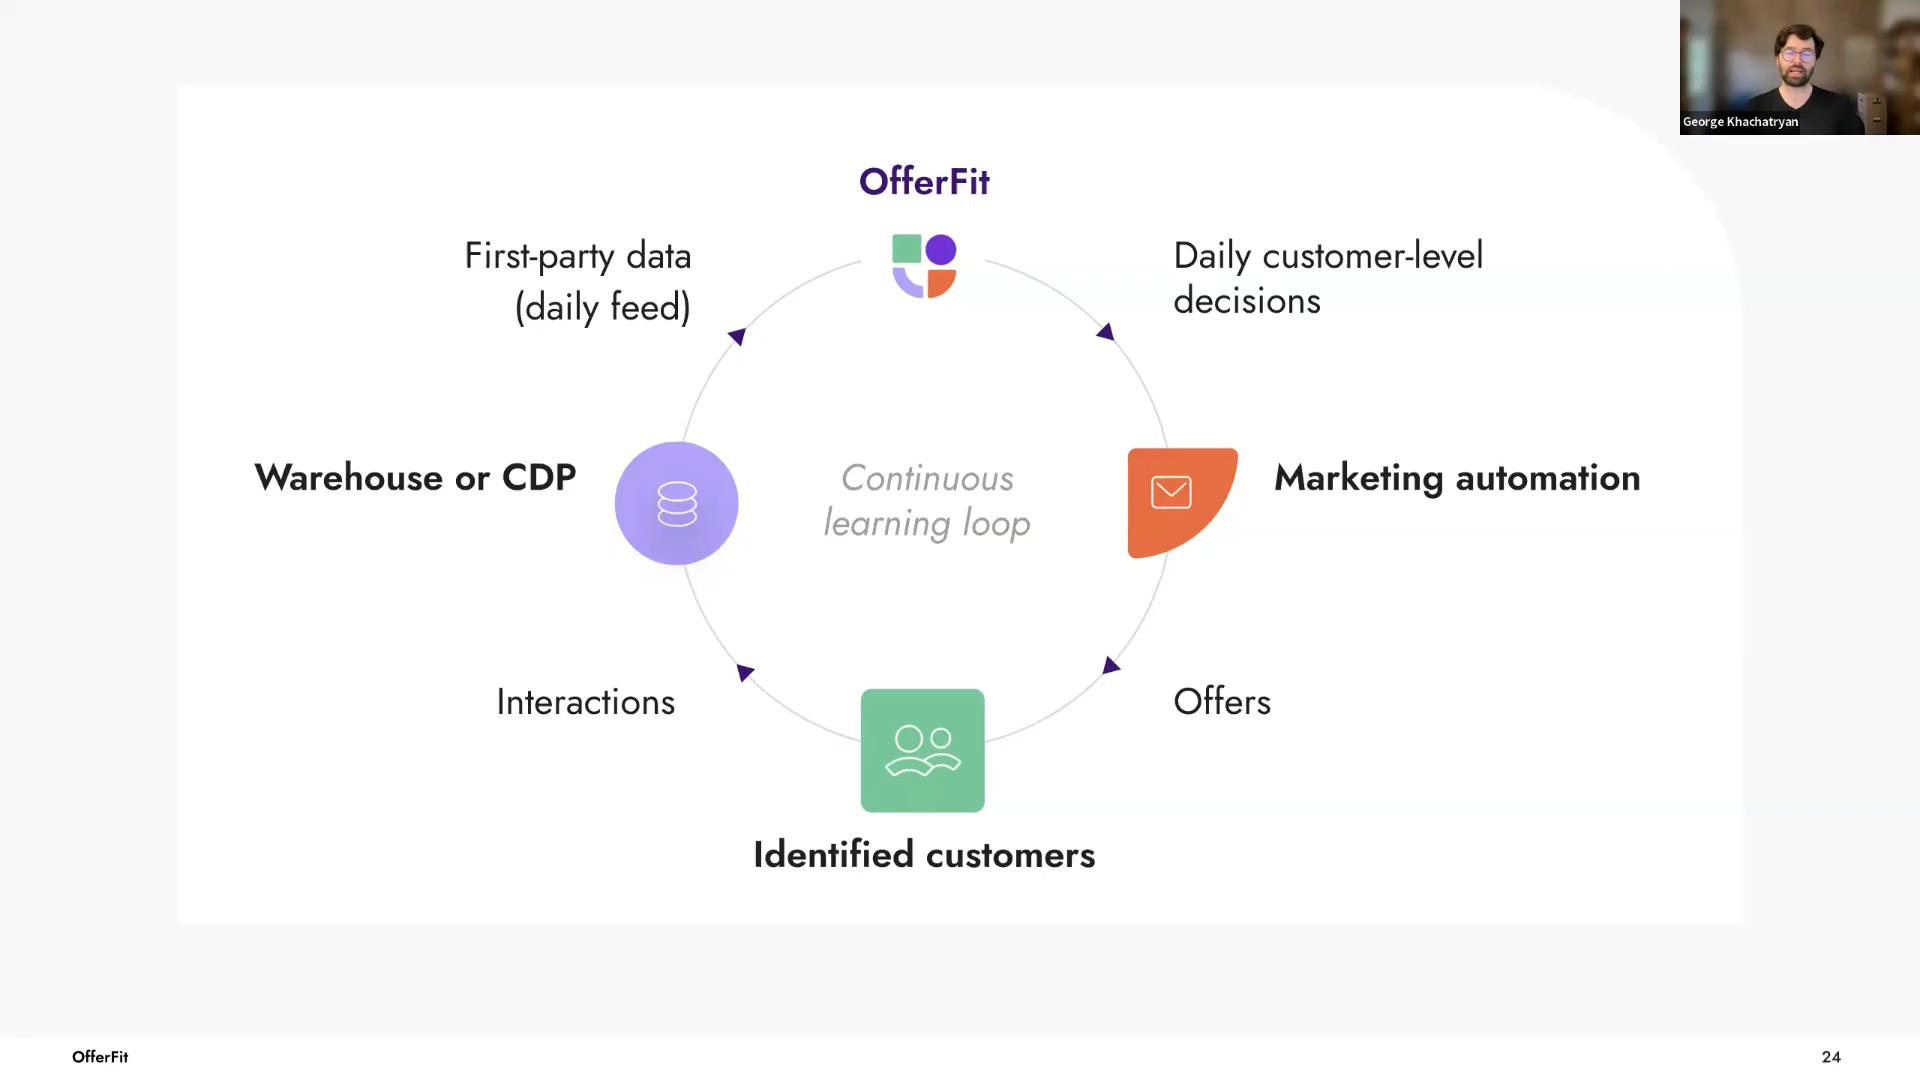 George Khachatryan
OfferFit
First-party data
(daily feed)
Daily customer-level
decisions
Warehouse or CDP
Continuous
learning loop
Marketing automation
Interactions
Offers
Identified customers
OfferFit
24